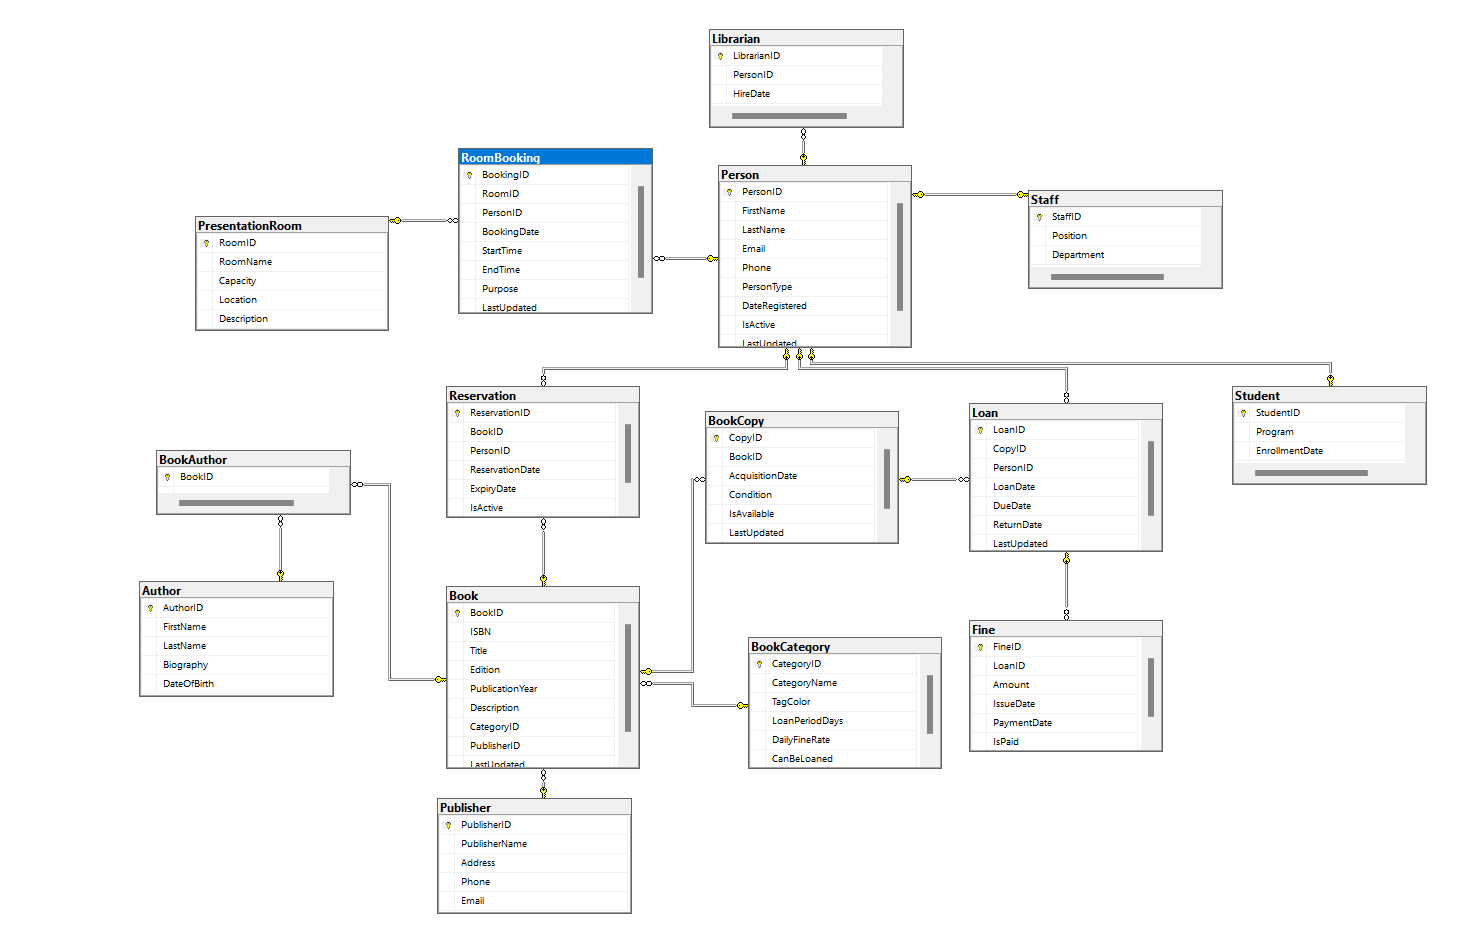 Librarian
LibrarianID
PersonID
HireDate
RoomBooking
BookingID
RoomID
PersonID
BookingDate
StartTime
EndTime
Purpose
LastUpdated
Person
PersonID
FirstName
LastName
Email
Phone
PersonType
DateRegistered
IsActive
LastUpdated
Staff
StaffID
Position
Department
PresentationRoom
RoomID
RoomName
Capacity
Location
Description
Reservation
ReservationID
BookID
PersonID
ReservationDate
ExpiryDate
IsActive
BookCopy
CopyID
BookID
AcquisitionDate
Condition
IsAvailable
LastUpdated
Loan
LoanID
CopyID
PersonID
LoanDate
DueDate
ReturnDate
LastUpdated
Student
StudentID
Program
EnrollmentDate
BookAuthor
BookID
Author
AuthorID
FirstName
LastName
Biography
DateOfBirth
Book
BookID
ISBN
Title
Edition
PublicationYear
Description
CategoryID
PublisherID
LastUpdated
BookCategory
CategoryID
CategoryName
TagColor
LoanPeriodDays
DailyFineRate
CanBeLoaned
Fine
FineID
LoanID
Amount
IssueDate
PaymentDate
IsPaid
Publisher
PublisherID
PublisherName
Address
Phone
Email